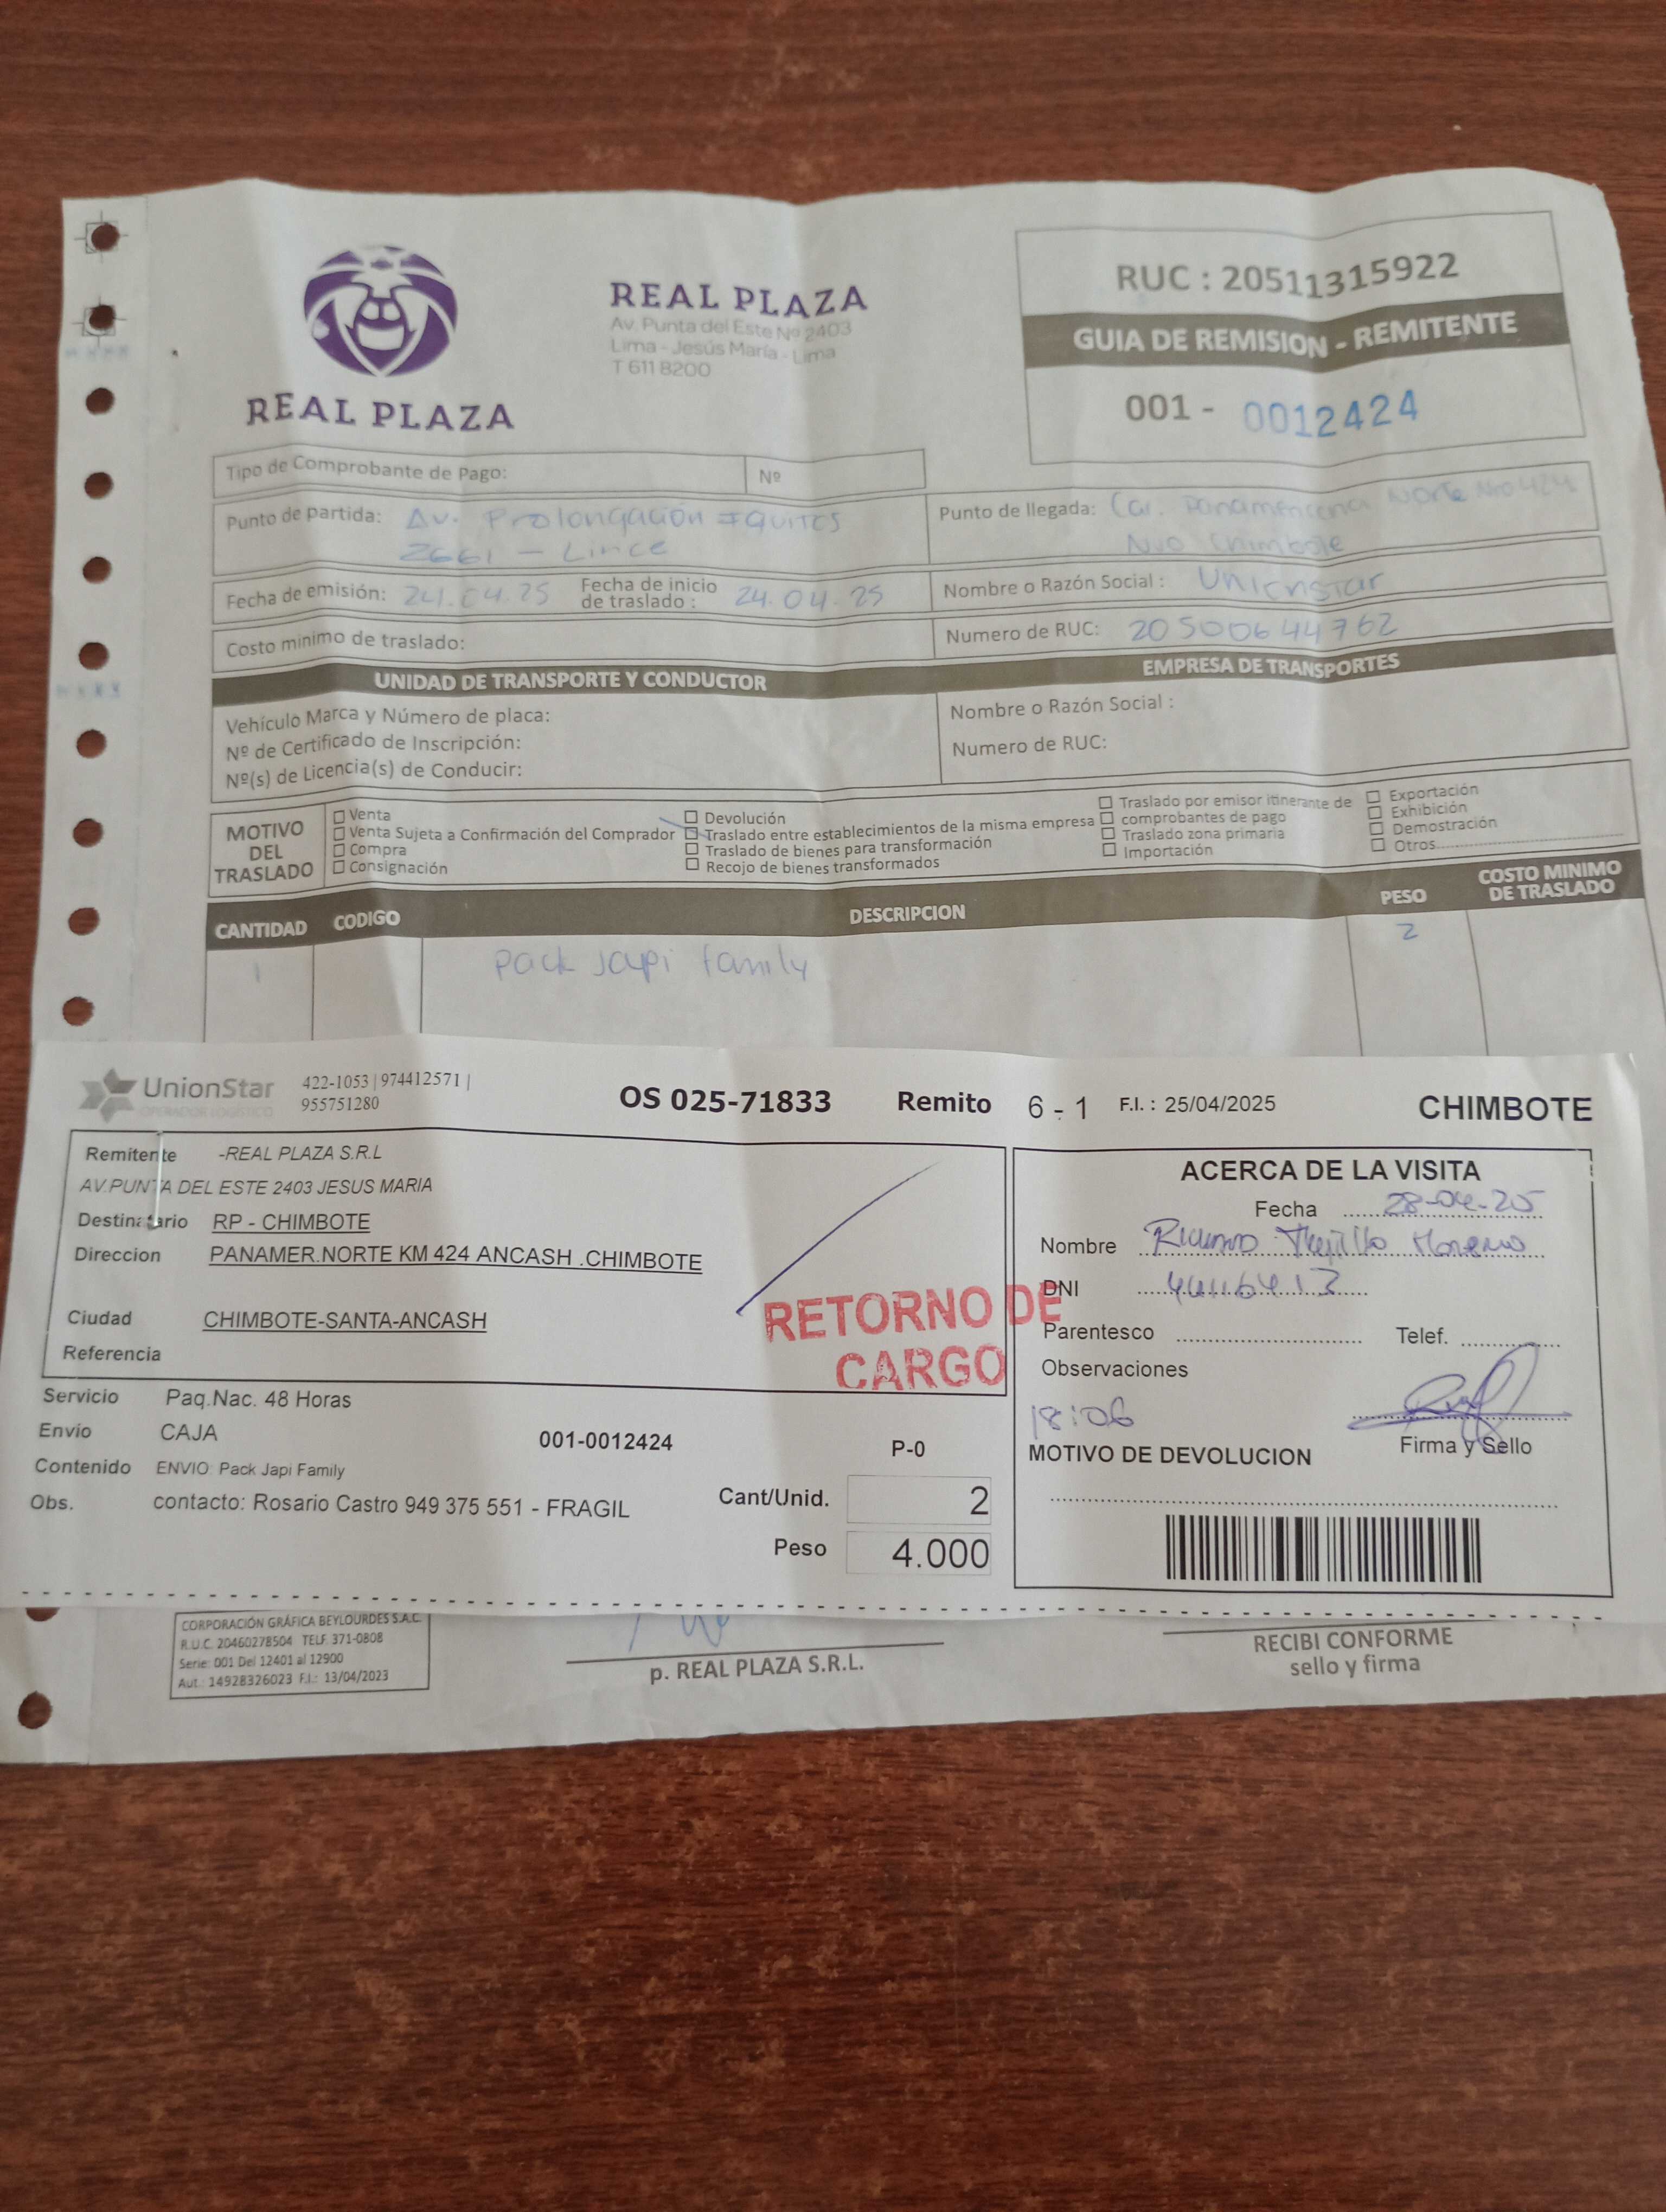 REAL PLAZA
REAL PLAZA
Av. Punta del Este Nº 2403
Lima - Jesús María - Lima
T 611 8200
RUC : 20511315922
GUIA DE REMISION - REMITENTE
001 - 0012424
Tipo de Comprobante de Pago: Nº
Punto de partida: Av. Prolongación Iquitos
2661 - Lince
Punto de llegada: Car. Panamericana Norte Nro 424
Nvo Chimbote
Fecha de emisión: 24.04.25 Fecha de inicio de traslado : 24.04.25
Nombre o Razón Social : Unionstar
Costo minimo de traslado:
Numero de RUC: 20500644762
UNIDAD DE TRANSPORTE Y CONDUCTOR
EMPRESA DE TRANSPORTES
Vehículo Marca y Número de placa:
Nº de Certificado de Inscripción:
Nº(s) de Licencia(s) de Conducir:
Nombre o Razón Social :
Numero de RUC:
MOTIVO DEL TRASLADO
Venta
Venta Sujeta a Confirmación del Comprador
Compra
Consignación
Devolución
Traslado entre establecimientos de la misma empresa
Traslado de bienes para transformación
Recojo de bienes transformados
Traslado por emisor itinerante de
comprobantes de pago
Traslado zona primaria
Importación
Exportación
Exhibición
Demostración
Otros
CANTIDAD CODIGO DESCRIPCION PESO COSTO MINIMO DE TRASLADO
1 Pack Japi family 2
UnionStar
OPERADOR LOGISTICO
422-1053 | 974412571 |
955751280
OS 025-71833 Remito 6 - 1 F.I. : 25/04/2025 CHIMBOTE
Remitente -REAL PLAZA S.R.L
AV.PUNTA DEL ESTE 2403 JESUS MARIA
Destinatario RP - CHIMBOTE
Direccion PANAMER.NORTE KM 424 ANCASH .CHIMBOTE
Ciudad CHIMBOTE-SANTA-ANCASH
Referencia
RETORNO DE
CARGO
Servicio Paq.Nac. 48 Horas
Envio CAJA 001-0012424 P-0
Contenido ENVIO: Pack Japi Family
Obs. contacto: Rosario Castro 949 375 551 - FRAGIL
Cant/Unid. 2
Peso 4.000
ACERCA DE LA VISITA
Fecha 28-04-25
Nombre Ricardo Trujillo Moreno
DNI 44116413
Parentesco Telef.
Observaciones
18:06
Firma y Sello
MOTIVO DE DEVOLUCION
CORPORACIÓN GRÁFICA BEYLOURDES S.A.C.
R.U.C. 20460278504 TELF. 371-0808
Serie: 001 Del 12401 al 12900
Aut.: 14928326023 F.I.: 13/04/2023
p. REAL PLAZA S.R.L.
RECIBI CONFORME
sello y firma